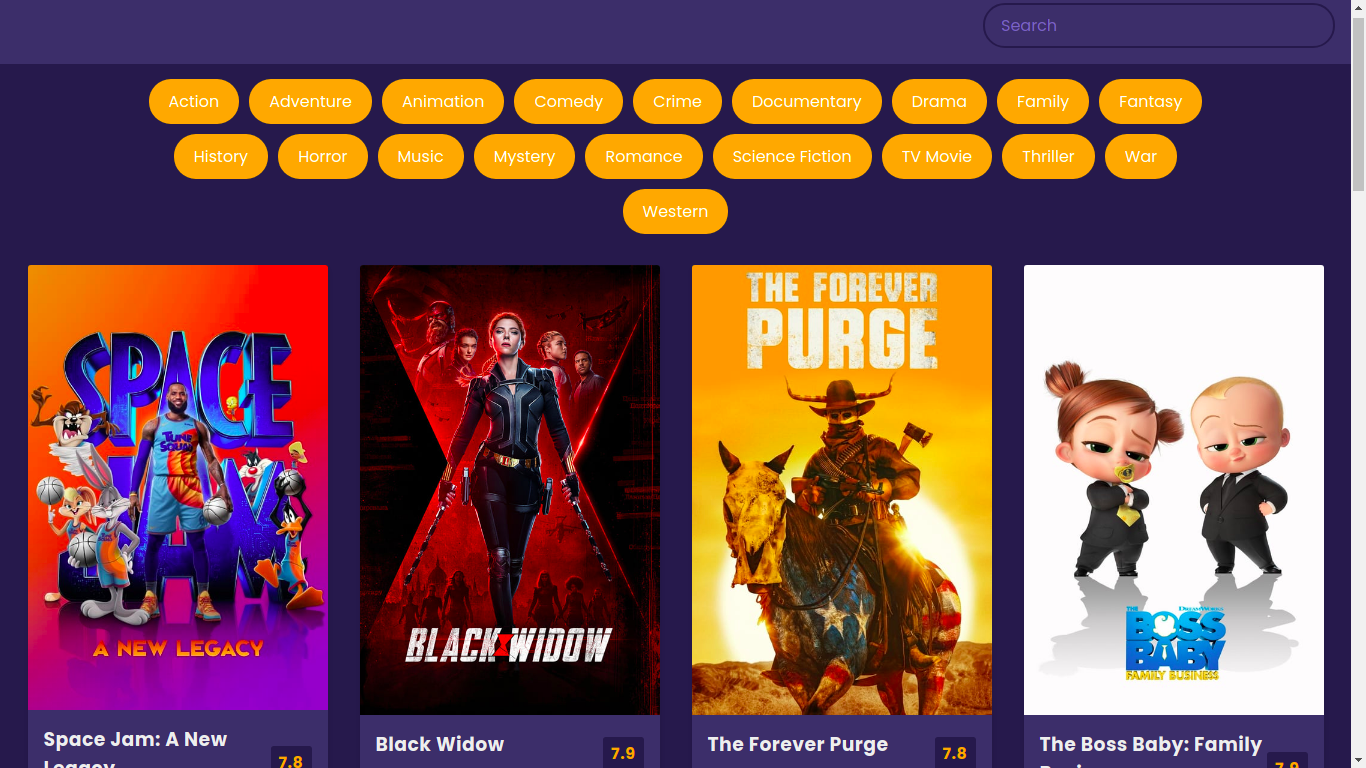 Search
Action Adventure Animation Comedy Crime Documentary Drama Family Fantasy
History Horror Music Mystery Romance Science Fiction TV Movie Thriller War
Western
SPACE
JAM
TUNE
SQUAD
A NEW LEGACY
BLACK WIDOW
THE FOREVER
PURGE
THE
DREAMWORKS
BOSS
BABY
FAMILY BUSINESS
Space Jam: A New
Legacy
7.8
Black Widow
7.9
The Forever Purge
7.8
The Boss Baby: Family
7.9